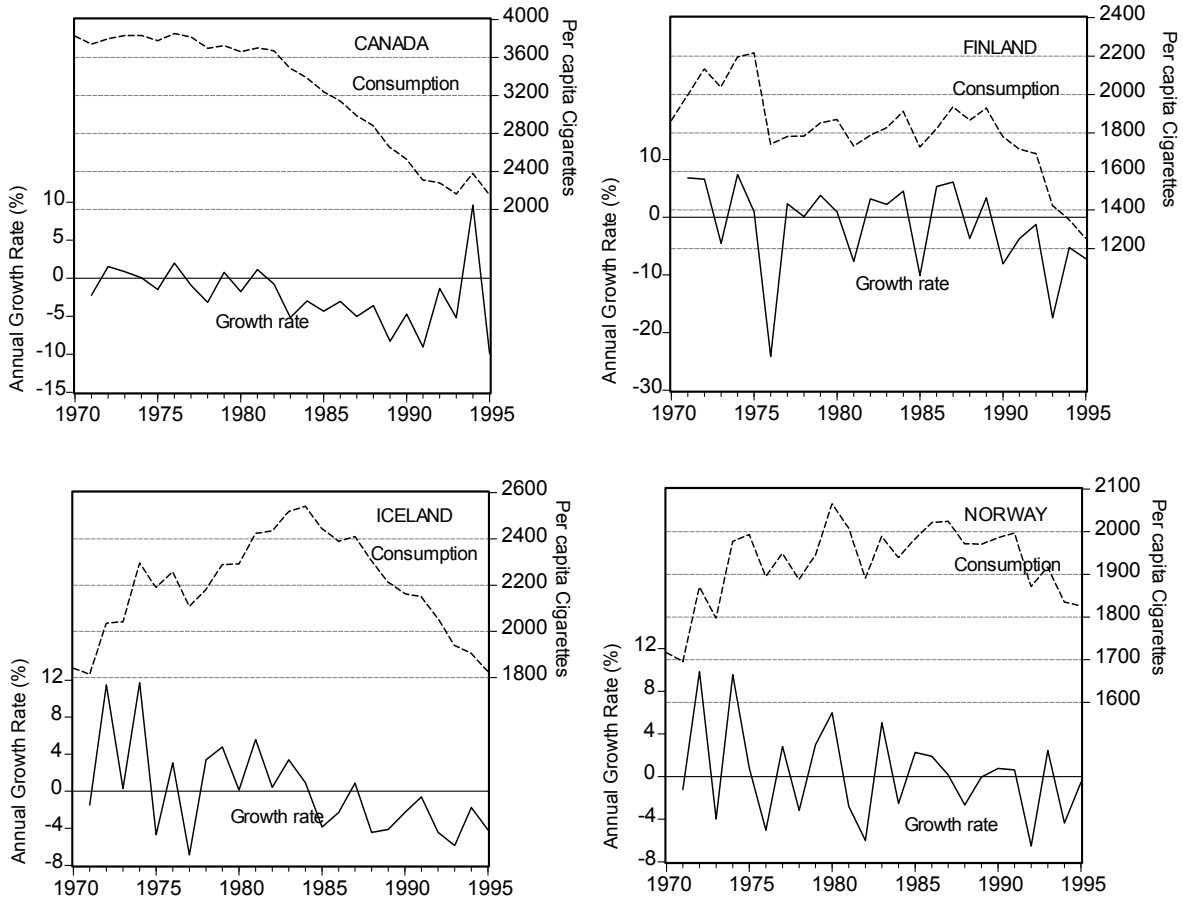 CANADA
Consumption
Growth rate
Annual Growth Rate (%)
10
5
0
-5
-10
-15
4000
3600
3200
2800
2400
2000
Per capita Cigarettes
1970 1975 1980 1985 1990 1995
FINLAND
Consumption
Growth rate
Annual Growth Rate (%)
10
0
-10
-20
-30
2400
2200
2000
1800
1600
1400
1200
Per capita Cigarettes
1970 1975 1980 1985 1990 1995
ICELAND
Consumption
Growth rate
Annual Growth Rate (%)
12
8
4
0
-4
-8
2600
2400
2200
2000
1800
Per capita Cigarettes
1970 1975 1980 1985 1990 1995
NORWAY
Consumption
Growth rate
Annual Growth Rate (%)
12
8
4
0
-4
-8
2100
2000
1900
1800
1700
1600
Per capita Cigarettes
1970 1975 1980 1985 1990 1995